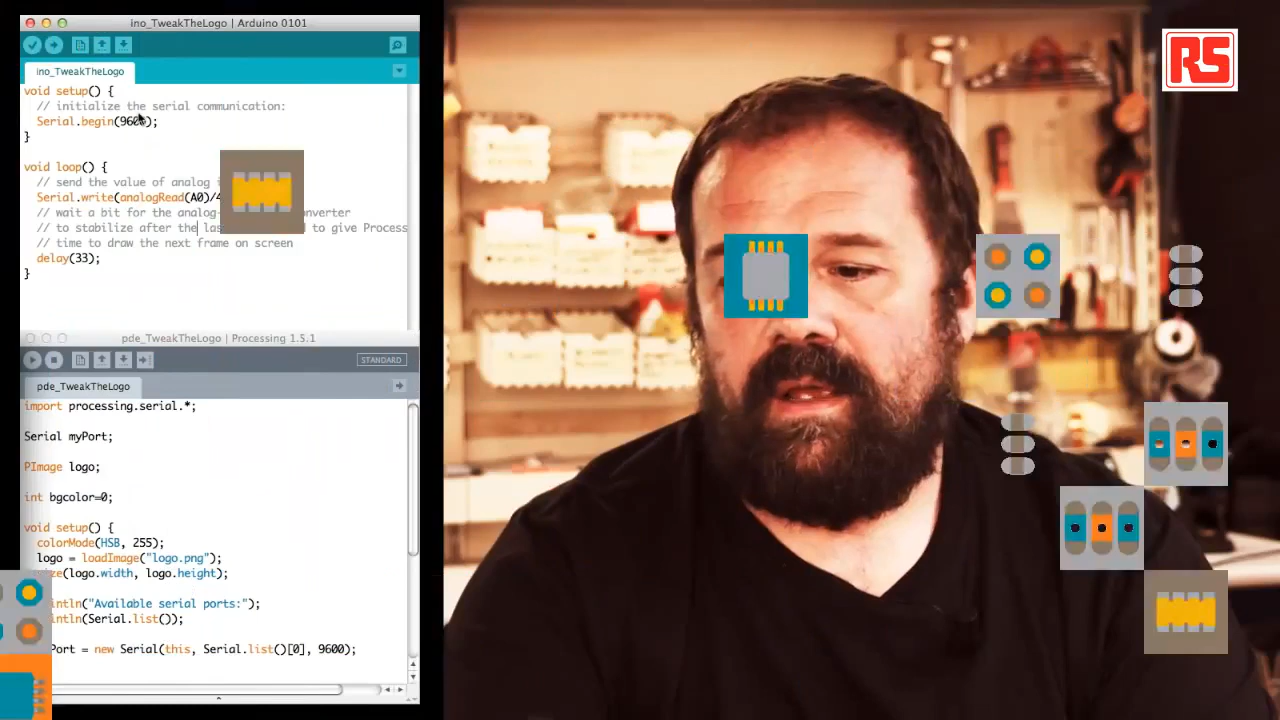 ino_TweakTheLogo | Arduino 0101
ino_TweakTheLogo
void setup() {
// initialize the serial communication:
Serial.begin(9600);
}
void loop() {
// send the value of analog
Serial.write(analogRead(A0)/4
// wait a bit for the analog- converter
// to stabilize after the to give Process
// time to draw the next frame on screen
delay(33);
}
pde_TweakTheLogo | Processing 1.5.1
STANDARD
pde_TweakTheLogo
import processing.serial.*;
Serial myPort;
PImage logo;
int bgcolor=0;
void setup() {
colorMode(HSB, 255);
logo = loadImage("logo.png");
(logo.width, logo.height);
("Available serial ports:");
(Serial.list());
Port = new Serial(this, Serial.list()[0], 9600);
RS